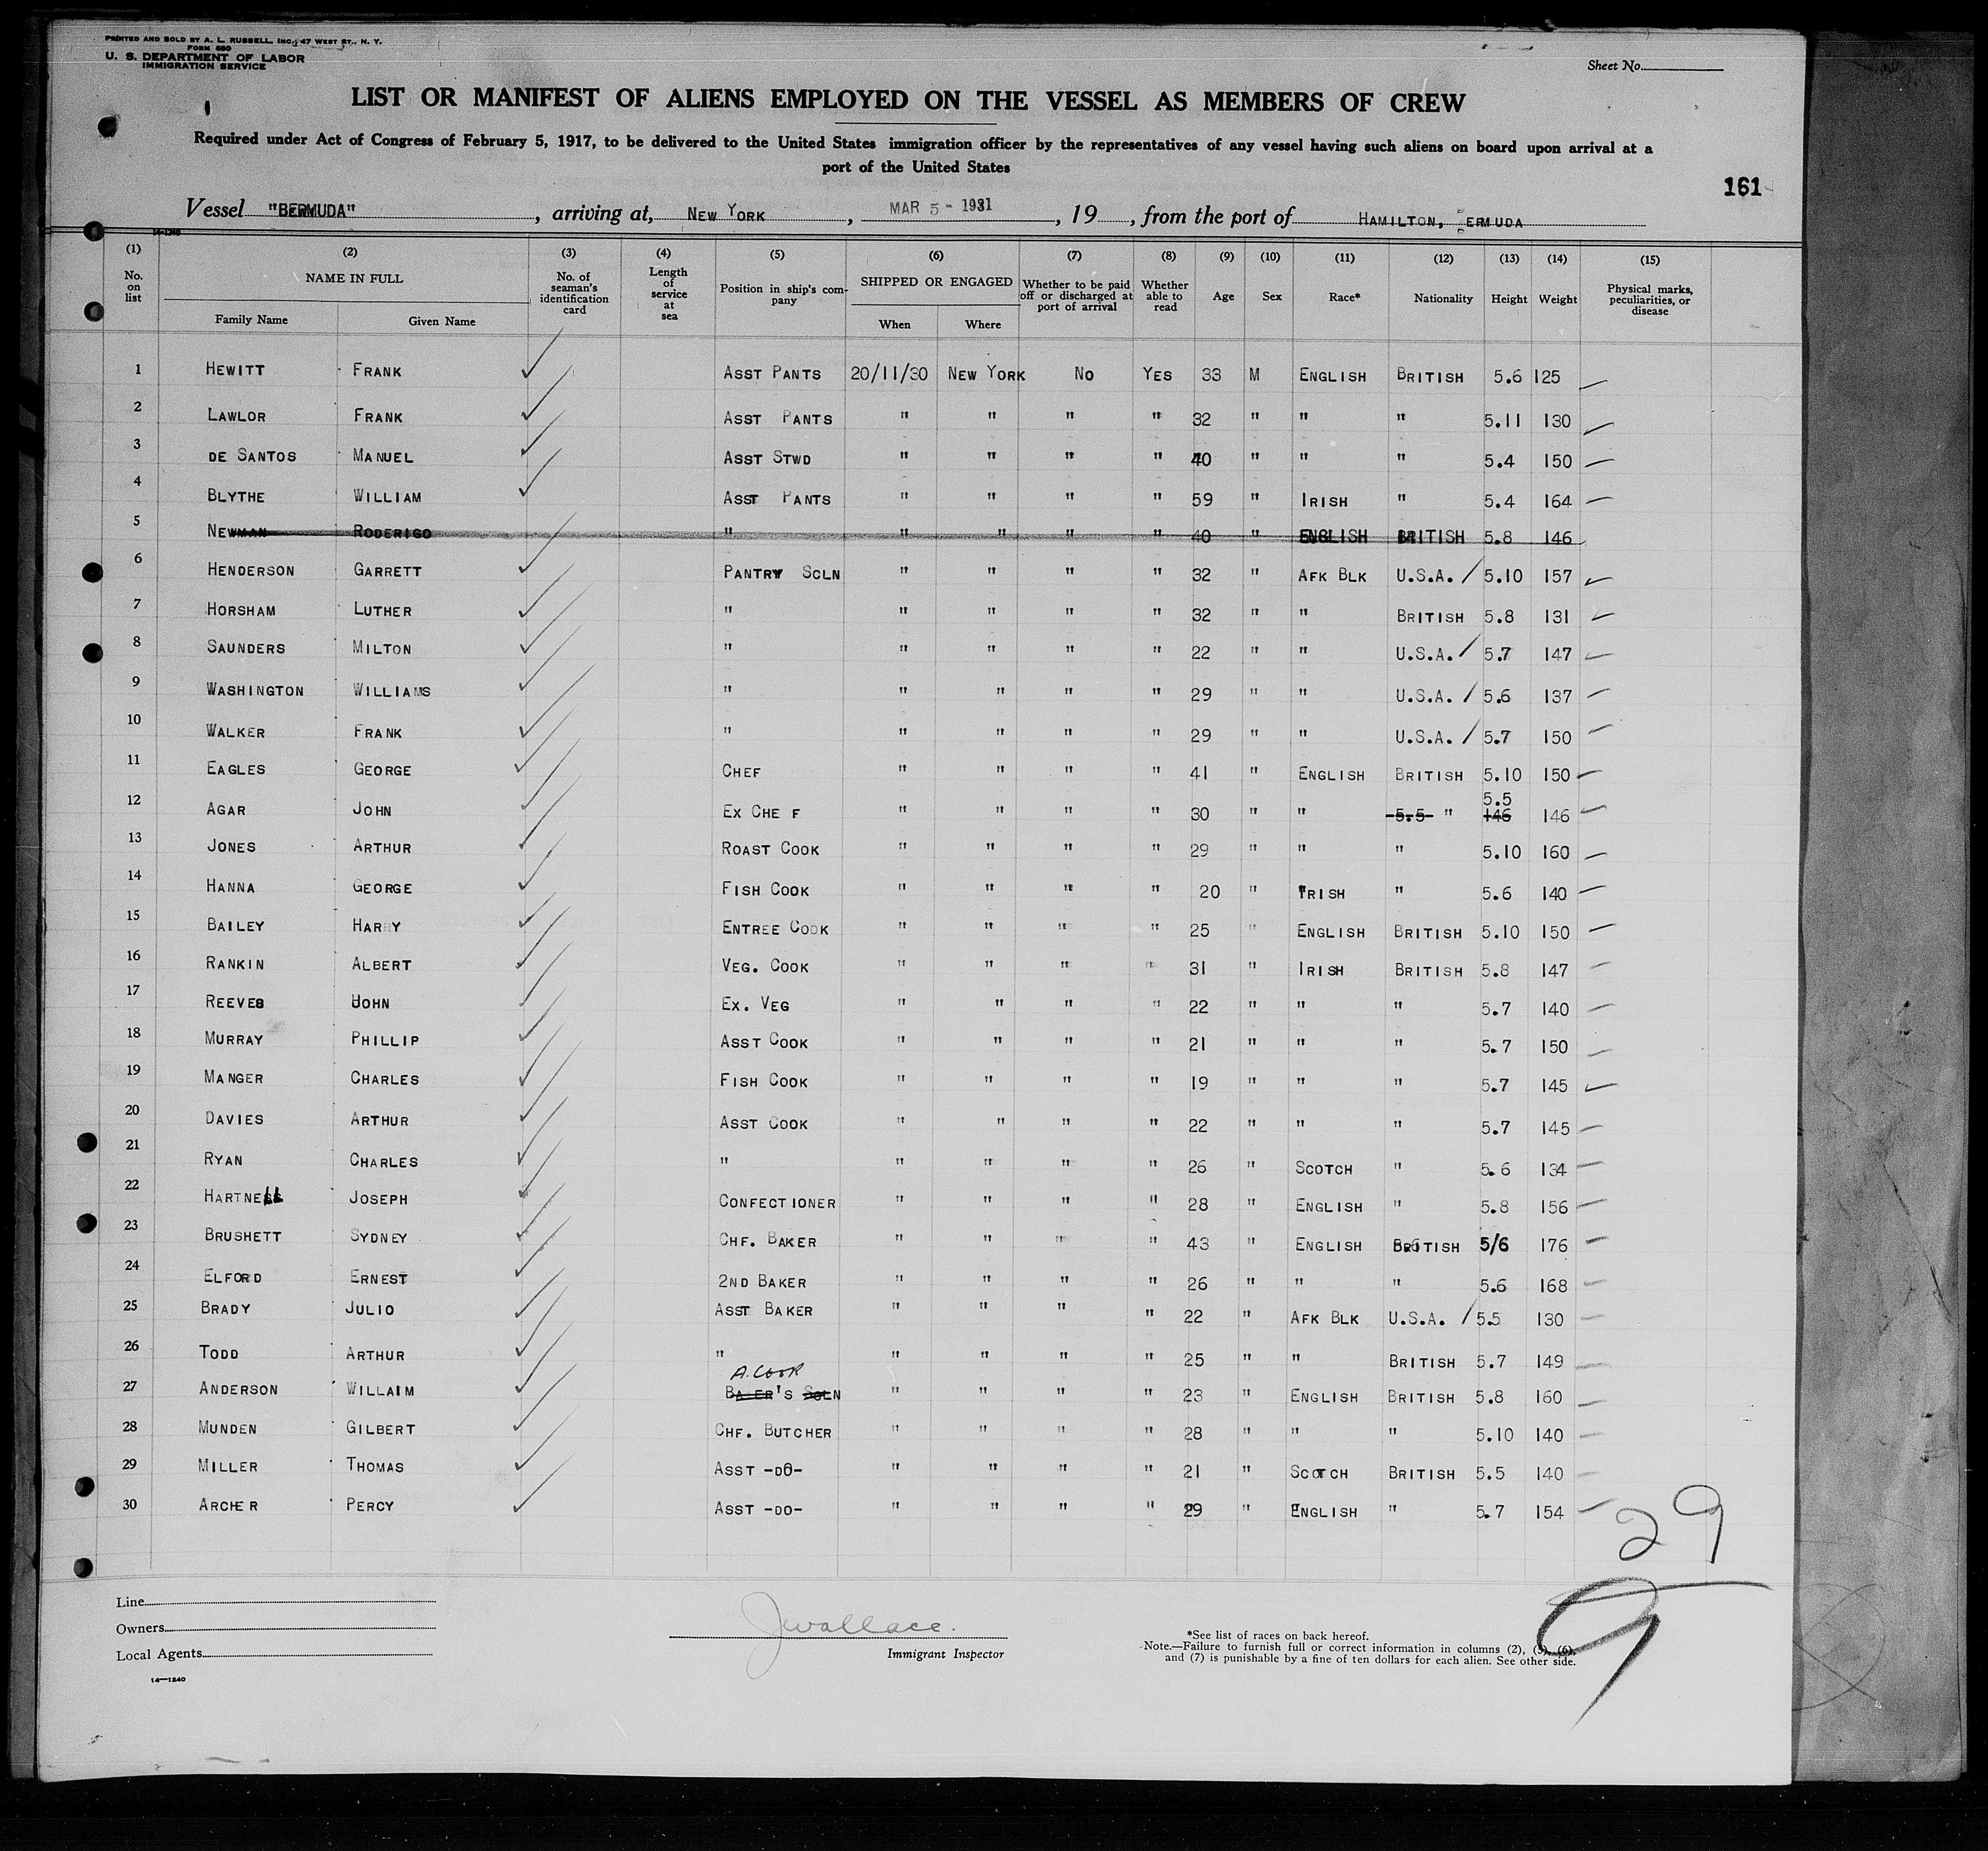 PRINTED AND SOLD BY A. L. RUSSELL, INC., 47 WEST ST., N. Y.
FORM 680
U. S. DEPARTMENT OF LABOR
IMMIGRATION SERVICE
Sheet No.
LIST OR MANIFEST OF ALIENS EMPLOYED ON THE VESSEL AS MEMBERS OF CREW
Required under Act of Congress of February 5, 1917, to be delivered to the United States immigration officer by the representatives of any vessel having such aliens on board upon arrival at a
port of the United States
161
Vessel "BERMUDA", arriving at, NEW YORK, MAR 5 - 1931, 19, from the port of HAMILTON, BERMUDA
14-1240
(1) (2) (3) (4) (5) (6) (7) (8) (9) (10) (11) (12) (13) (14) (15)
No. on list NAME IN FULL Family Name Given Name No. of seaman's identification card Length of service at sea Position in ship's company SHIPPED OR ENGAGED When Where Whether to be paid off or discharged at port of arrival Whether able to read Age Sex Race* Nationality Height Weight Physical marks, peculiarities, or disease
1 HEWITT FRANK ASST PANTS 20/11/30 NEW YORK NO YES 33 M ENGLISH BRITISH 5.6 125
2 LAWLOR FRANK ASST PANTS " " " " 32 " " " 5.11 130
3 DE SANTOS MANUEL ASST STWD " " " " 40 " " " 5.4 150
4 BLYTHE WILLIAM ASST PANTS " " " " 59 " IRISH " 5.4 164
5 NEWMAN RODERIGO " " " " " 40 " ENGLISH BRITISH 5.8 146
6 HENDERSON GARRETT PANTRY SCLN " " " " 32 " AFK BLK U.S.A. / 5.10 157
7 HORSHAM LUTHER " " " " " 32 " " BRITISH 5.8 131
8 SAUNDERS MILTON " " " " " 22 " " U.S.A. / 5.7 147
9 WASHINGTON WILLIAMS " " " " " 29 " " U.S.A. / 5.6 137
10 WALKER FRANK " " " " " 29 " " U.S.A. / 5.7 150
11 EAGLES GEORGE CHEF " " " " 41 " ENGLISH BRITISH 5.10 150
12 AGAR JOHN EX CHE F " " " " 30 " " 5.5 " 5.5 146 146
13 JONES ARTHUR ROAST COOK " " " " 29 " " " 5.10 160
14 HANNA GEORGE FISH COOK " " " " 20 " IRISH " 5.6 140
15 BAILEY HARRY ENTREE COOK " " " " 25 " ENGLISH BRITISH 5.10 150
16 RANKIN ALBERT VEG. COOK " " " " 31 " IRISH BRITISH 5.8 147
17 REEVES JOHN EX. VEG " " " " 22 " " " 5.7 140
18 MURRAY PHILLIP ASST COOK " " " " 21 " " " 5.7 150
19 MANGER CHARLES FISH COOK " " " " 19 " " " 5.7 145
20 DAVIES ARTHUR ASST COOK " " " " 22 " " " 5.7 145
21 RYAN CHARLES " " " " " 26 " SCOTCH " 5.6 134
22 HARTNELL JOSEPH CONFECTIONER " " " " 28 " ENGLISH " 5.8 156
23 BRUSHETT SYDNEY CHF. BAKER " " " " 43 " ENGLISH BRITISH 5/6 176
24 ELFORD ERNEST 2ND BAKER " " " " 26 " " " 5.6 168
25 BRADY JULIO ASST BAKER " " " " 22 " AFK BLK U.S.A. / 5.5 130
26 TODD ARTHUR " " " " " 25 " " BRITISH 5.7 149
A. COOK
27 ANDERSON WILLAIM BAKER'S SCLN " " " " 23 " ENGLISH BRITISH 5.8 160
28 MUNDEN GILBERT CHF. BUTCHER " " " " 28 " " " 5.10 140
29 MILLER THOMAS ASST -DO- " " " " 21 " SCOTCH BRITISH 5.5 140
30 ARCHER PERCY ASST -DO- " " " " 29 " ENGLISH " 5.7 154
29
9
Line
Owners
Local Agents
14—1240
J Wallace.
Immigrant Inspector
*See list of races on back hereof.
Note.—Failure to furnish full or correct information in columns (2), (5), (6),
and (7) is punishable by a fine of ten dollars for each alien. See other side.